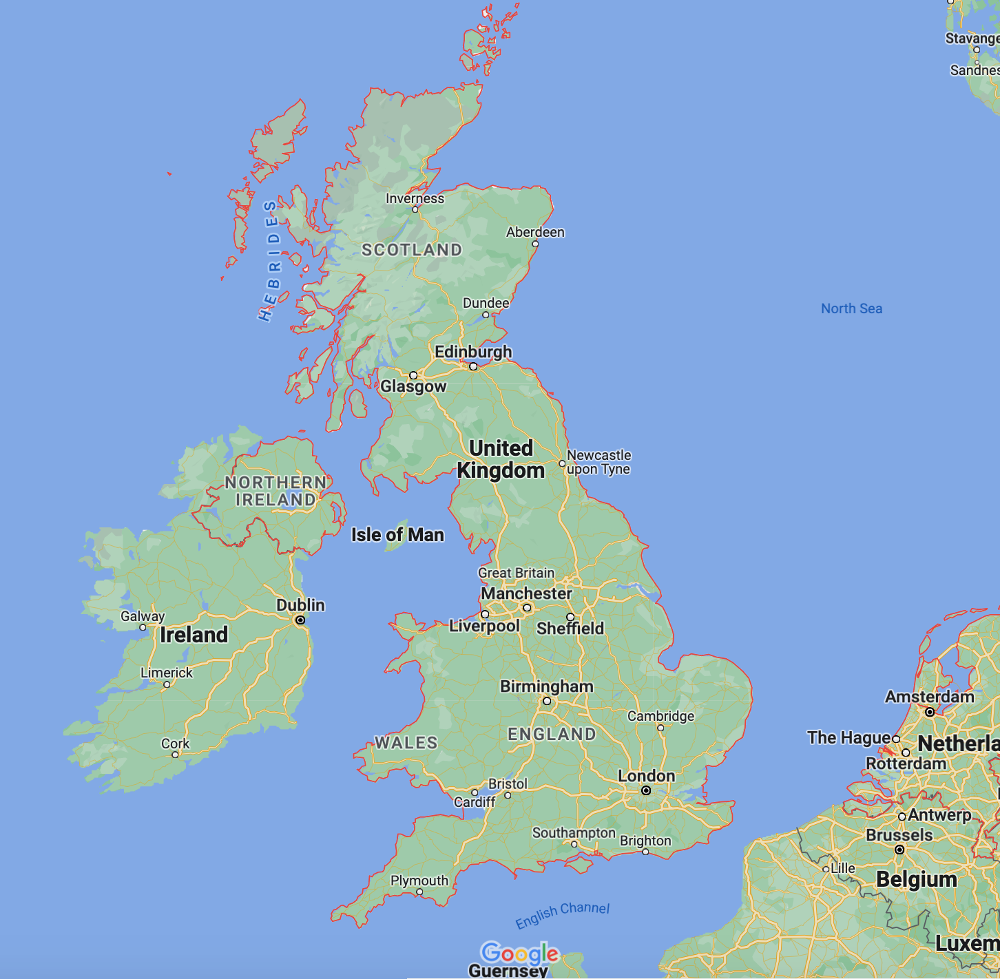 Stavange
Sandnes
HEBRIDES
Inverness
Aberdeen
SCOTLAND
Dundee
North Sea
Edinburgh
Glasgow
United
Kingdom
Newcastle
upon Tyne
NORTHERN
IRELAND
Isle of Man
Great Britain
Manchester
Dublin
Galway
Ireland
Liverpool
Sheffield
Limerick
Birmingham
Amsterdam
Cambridge
ENGLAND
WALES
The Hague
Netherla
Cork
Rotterdam
London
Bristol
Cardiff
Antwerp
Southampton
Brighton
Brussels
Lille
Plymouth
Belgium
English Channel
Luxem
Google
Guernsey